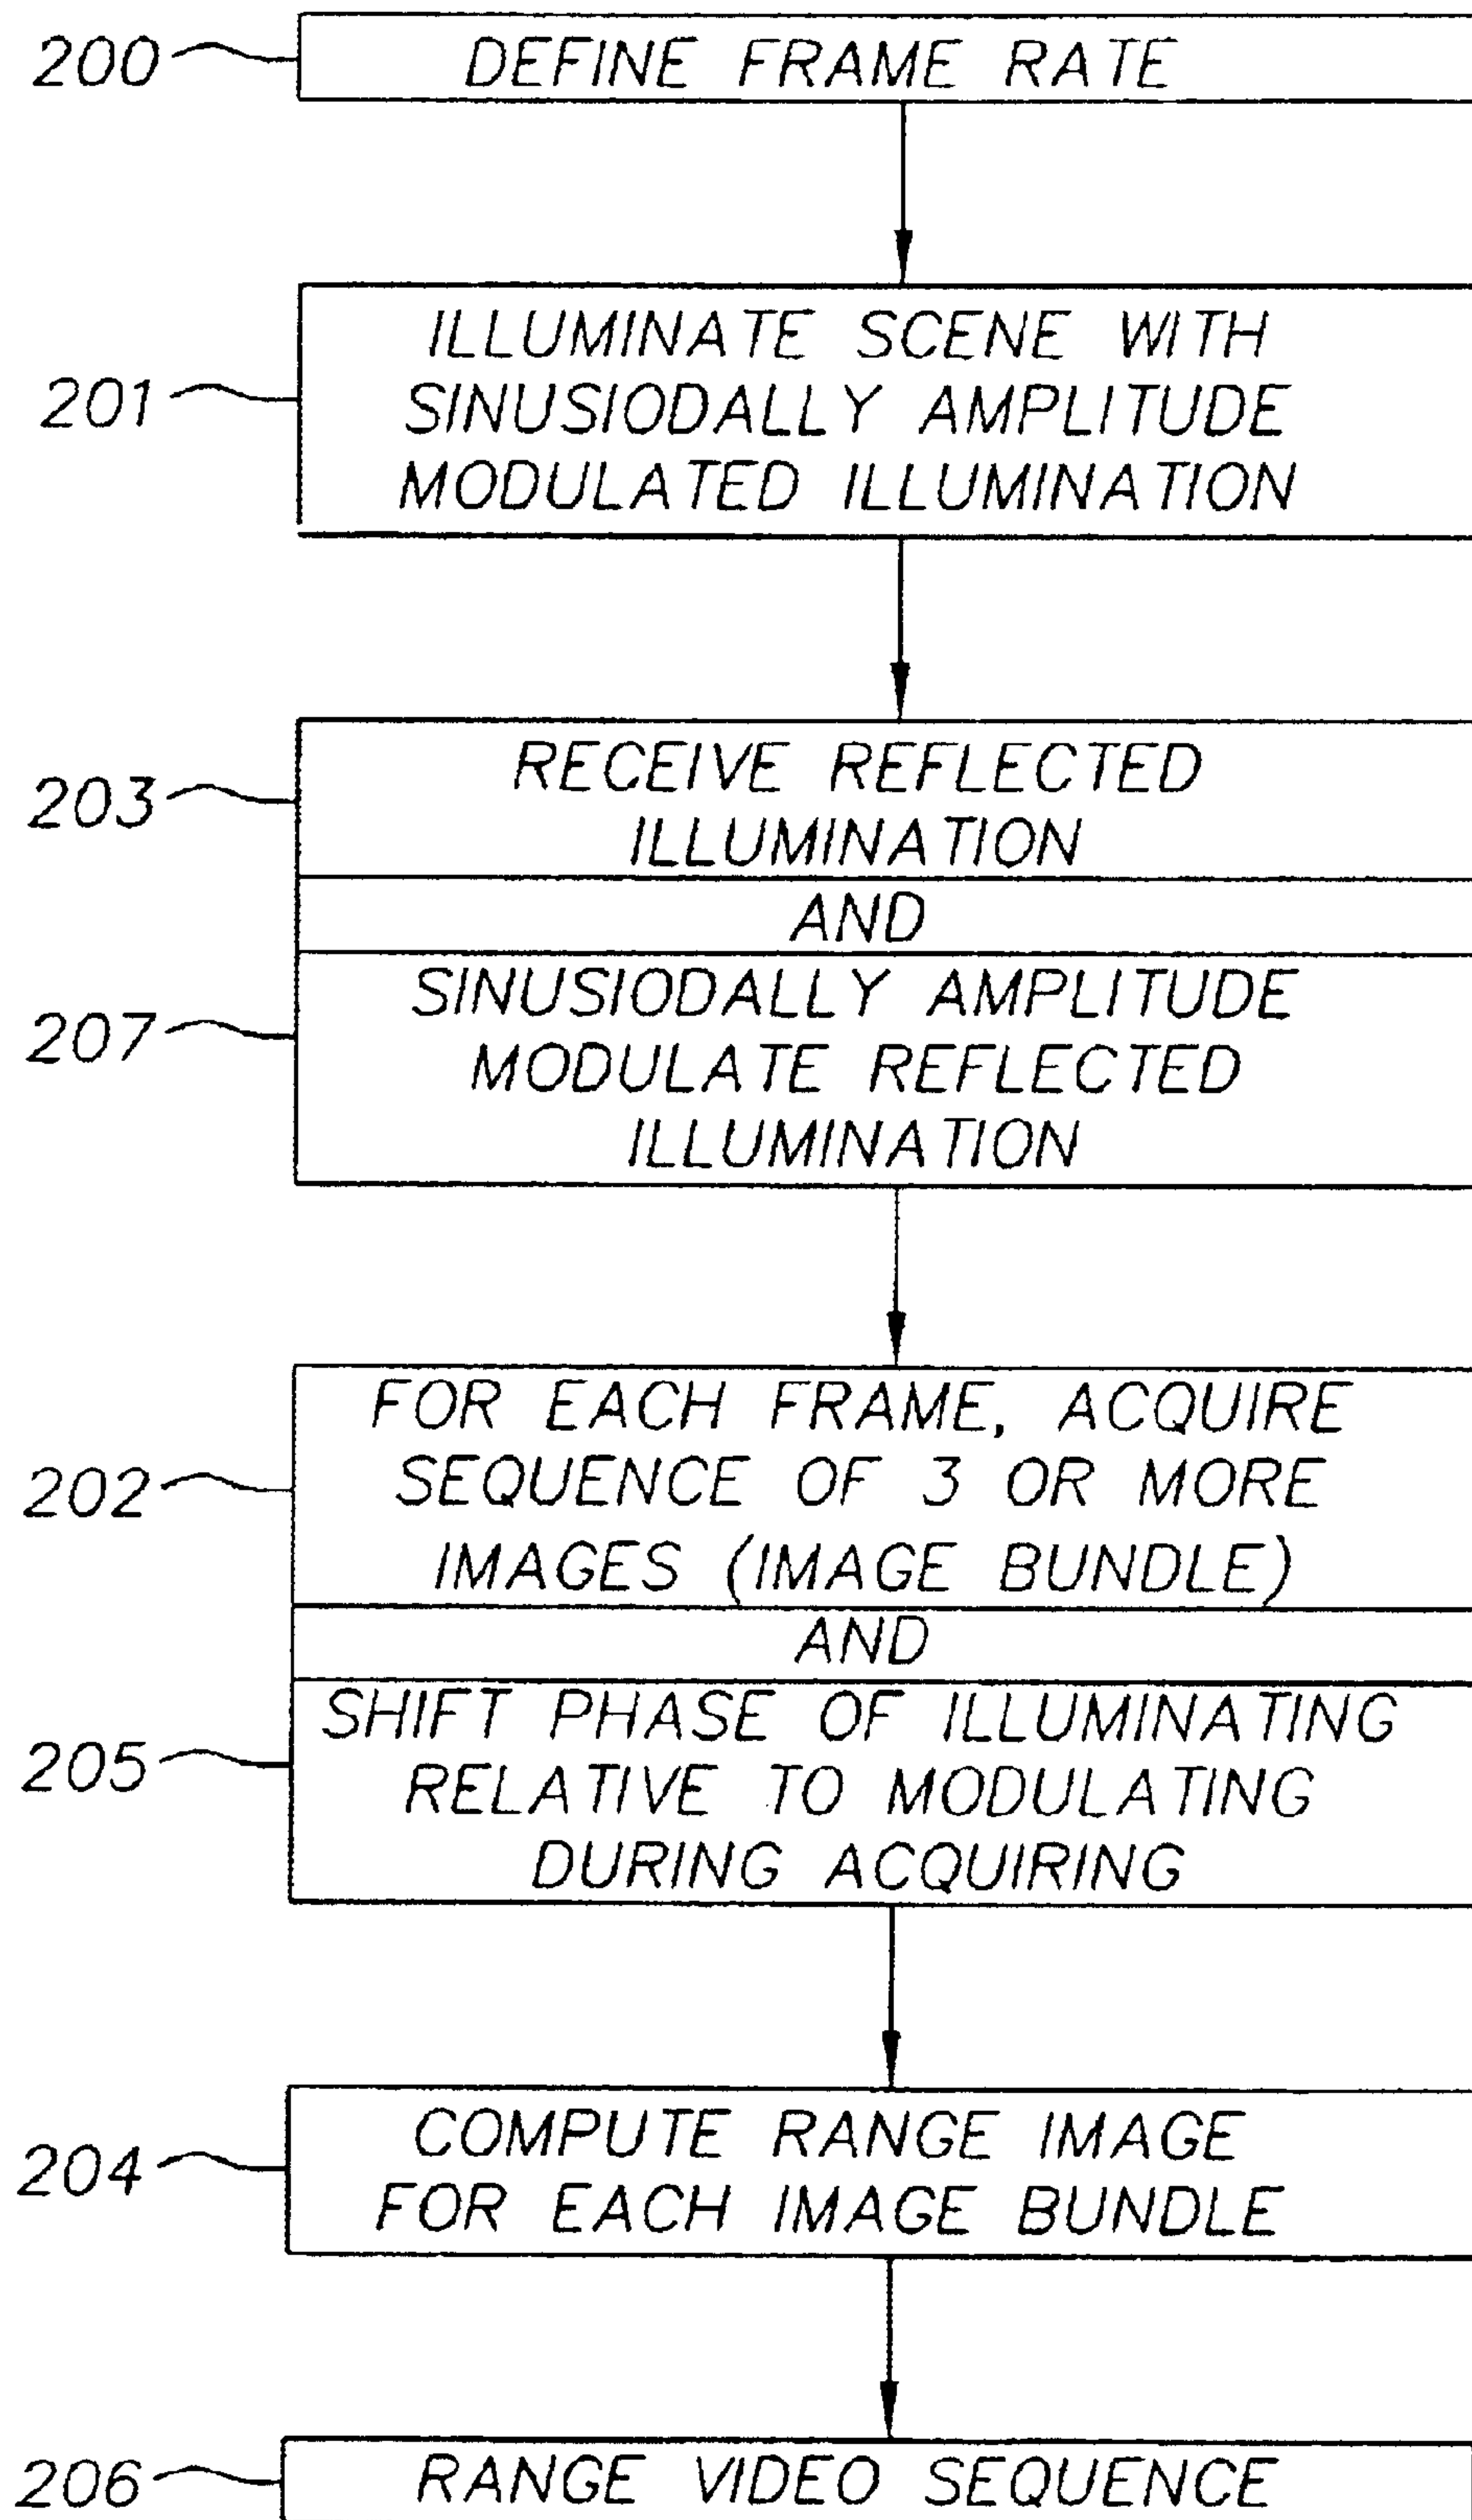 200 DEFINE FRAME RATE
ILLUMINATE SCENE WITH
201 SINUSIODALLY AMPLITUDE
MODULATED ILLUMINATION
203 RECEIVE REFLECTED
ILLUMINATION
AND
SINUSIODALLY AMPLITUDE
207 MODULATE REFLECTED
ILLUMINATION
FOR EACH FRAME, ACQUIRE
202 SEQUENCE OF 3 OR MORE
IMAGES (IMAGE BUNDLE)
AND
SHIFT PHASE OF ILLUMINATING
205 RELATIVE TO MODULATING
DURING ACQUIRING
COMPUTE RANGE IMAGE
204 FOR EACH IMAGE BUNDLE
206 RANGE VIDEO SEQUENCE